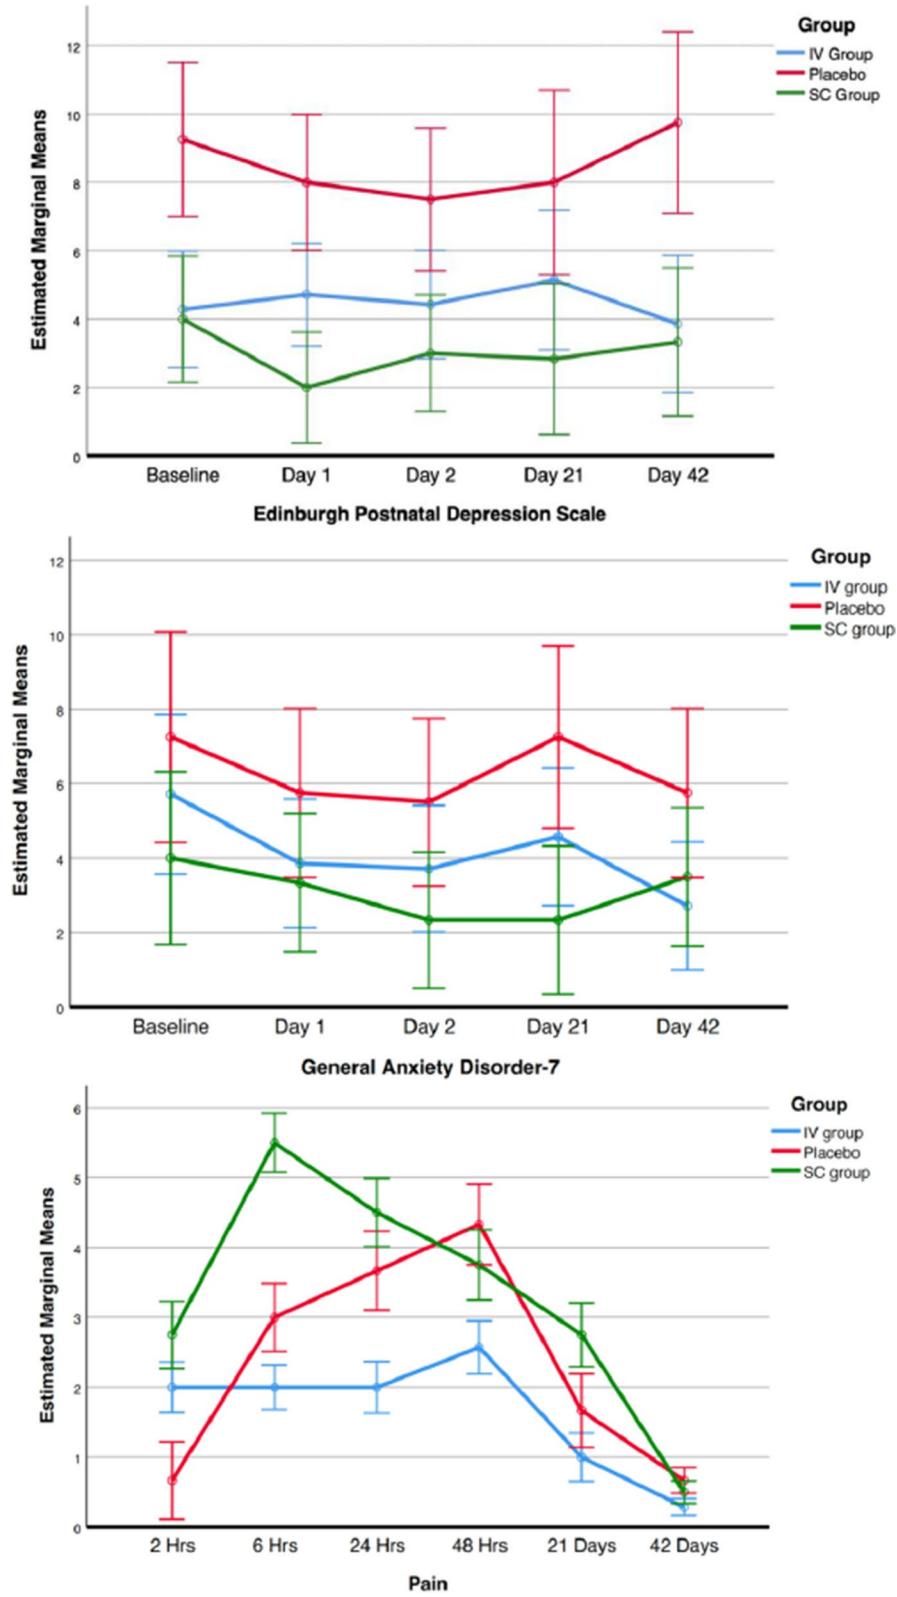 Group
IV Group
Placebo
SC Group
Estimated Marginal Means
12
10
8
6
4
2
0
Baseline Day 1 Day 2 Day 21 Day 42
Edinburgh Postnatal Depression Scale
Group
IV group
Placebo
SC group
Estimated Marginal Means
12
10
8
6
4
2
0
Baseline Day 1 Day 2 Day 21 Day 42
General Anxiety Disorder-7
Group
IV group
Placebo
SC group
Estimated Marginal Means
6
5
4
3
2
1
0
2 Hrs 6 Hrs 24 Hrs 48 Hrs 21 Days 42 Days
Pain